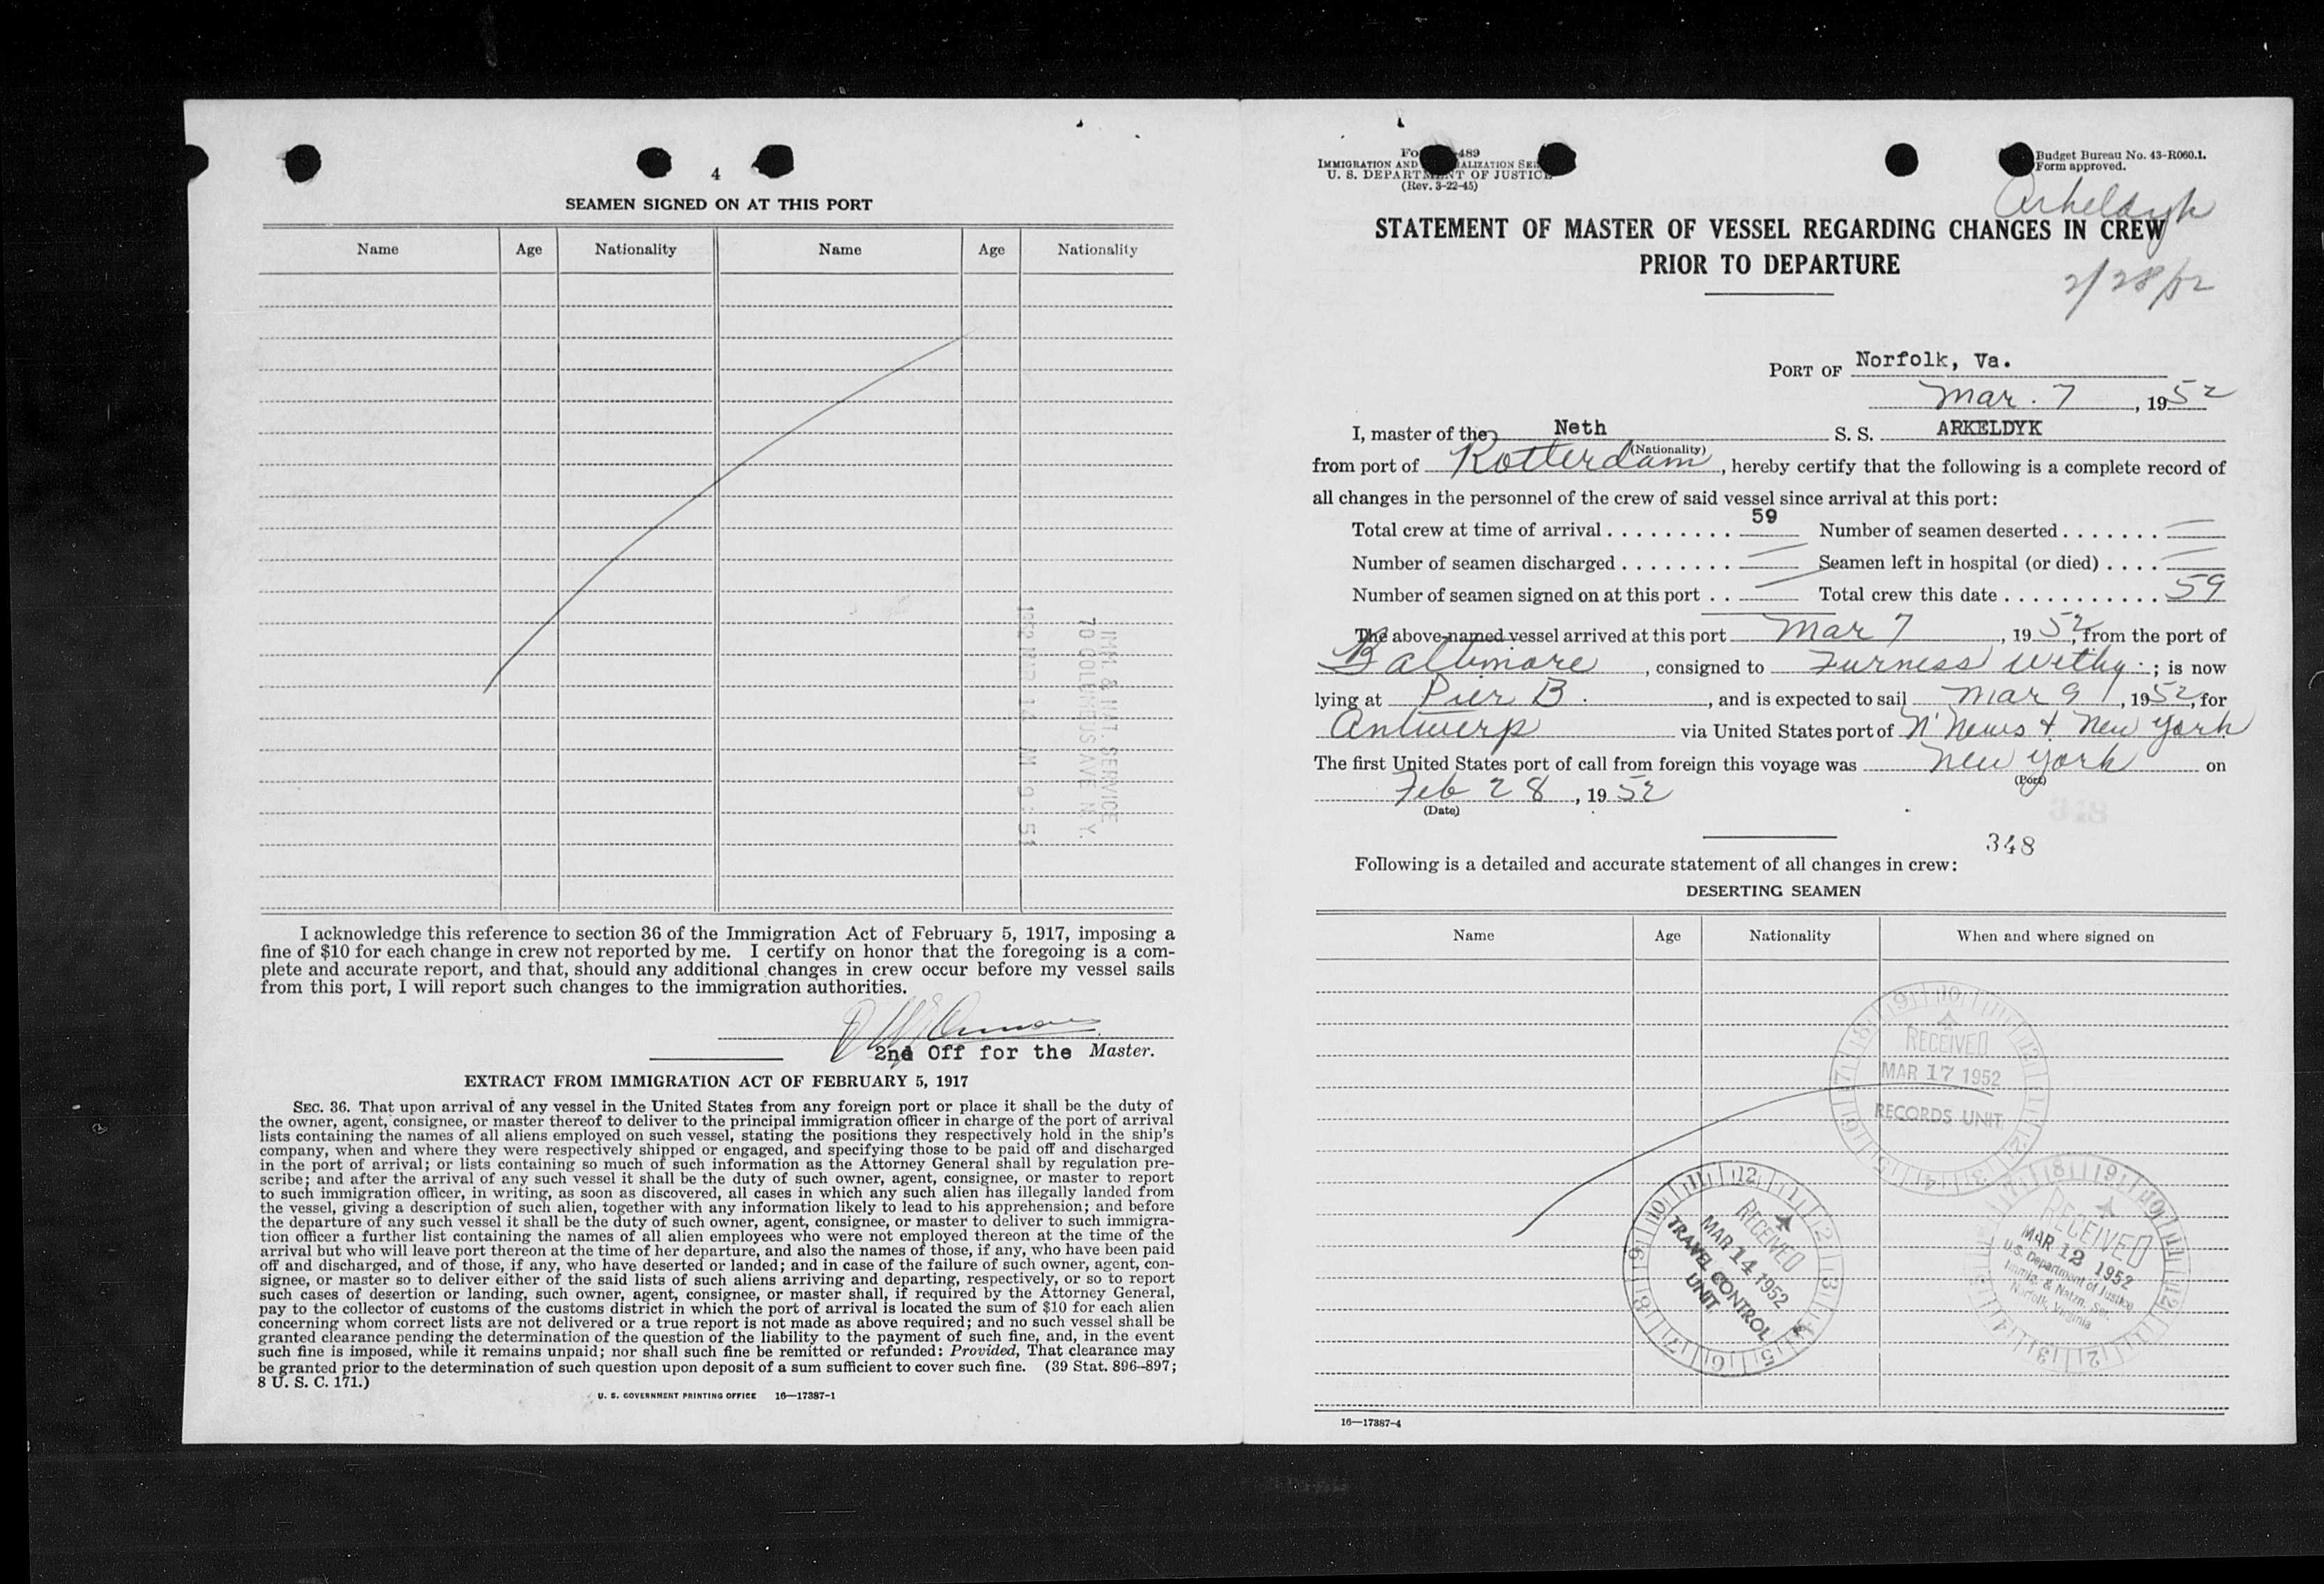 4
SEAMEN SIGNED ON AT THIS PORT
Name Age Nationality Name Age Nationality
IMM. & NAT. SERVICE
70 COLUMBUS AVE N.Y.
1952 MAR 14 AM 9:51
I acknowledge this reference to section 36 of the Immigration Act of February 5, 1917, imposing a
fine of $10 for each change in crew not reported by me. I certify on honor that the foregoing is a com-
plete and accurate report, and that, should any additional changes in crew occur before my vessel sails
from this port, I will report such changes to the immigration authorities.
2nd Off for the Master.
EXTRACT FROM IMMIGRATION ACT OF FEBRUARY 5, 1917
SEC. 36. That upon arrival of any vessel in the United States from any foreign port or place it shall be the duty of
the owner, agent, consignee, or master thereof to deliver to the principal immigration officer in charge of the port of arrival
lists containing the names of all aliens employed on such vessel, stating the positions they respectively hold in the ship's
company, when and where they were respectively shipped or engaged, and specifying those to be paid off and discharged
in the port of arrival; or lists containing so much of such information as the Attorney General shall by regulation pre-
scribe; and after the arrival of any such vessel it shall be the duty of such owner, agent, consignee, or master to report
to such immigration officer, in writing, as soon as discovered, all cases in which any such alien has illegally landed from
the vessel, giving a description of such alien, together with any information likely to lead to his apprehension; and before
the departure of any such vessel it shall be the duty of such owner, agent, consignee, or master to deliver to such immigra-
tion officer a further list containing the names of all alien employees who were not employed thereon at the time of the
arrival but who will leave port thereon at the time of her departure, and also the names of those, if any, who have been paid
off and discharged, and of those, if any, who have deserted or landed; and in case of the failure of such owner, agent, con-
signee, or master so to deliver either of the said lists of such aliens arriving and departing, respectively, or so to report
such cases of desertion or landing, such owner, agent, consignee, or master shall, if required by the Attorney General,
pay to the collector of customs of the customs district in which the port of arrival is located the sum of $10 for each alien
concerning whom correct lists are not delivered or a true report is not made as above required; and no such vessel shall be
granted clearance pending the determination of the question of the liability to the payment of such fine, and, in the event
such fine is imposed, while it remains unpaid; nor shall such fine be remitted or refunded: Provided, That clearance may
be granted prior to the determination of such question upon deposit of a sum sufficient to cover such fine. (39 Stat. 896-897;
8 U. S. C. 171.)
U. S. GOVERNMENT PRINTING OFFICE 16—17387-1
489
IMMIGRATION AND
U. S. DEPARTMENT OF JUSTICE
(Rev. 3-22-45)
Budget Bureau No. 43-R060.1.
Form approved.
Arkeldyk
STATEMENT OF MASTER OF VESSEL REGARDING CHANGES IN CREW
PRIOR TO DEPARTURE
2/28/52
PORT OF Norfolk, Va.
Mar. 7, 1952
I, master of the Neth S. S. ARKELDYK
(Nationality)
from port of Rotterdam, hereby certify that the following is a complete record of
all changes in the personnel of the crew of said vessel since arrival at this port:
Total crew at time of arrival . . . . . . . . . 59 Number of seamen deserted . . . . . . . —
Number of seamen discharged . . . . . . . . — Seamen left in hospital (or died) . . . . —
Number of seamen signed on at this port . . — Total crew this date . . . . . . . . . . . . 59
The above-named vessel arrived at this port Mar 7, 1952, from the port of
Baltimore, consigned to Furness Withy; is now
lying at Pier B., and is expected to sail Mar 9, 1952, for
Antwerp via United States port of N' News & New York
The first United States port of call from foreign this voyage was New York on
(Port)
Feb 28, 1952
(Date)
348
348
Following is a detailed and accurate statement of all changes in crew:
DESERTING SEAMEN
Name Age Nationality When and where signed on
RECEIVED
MAR 17 1952
RECORDS UNIT
RECEIVED
MAR 14 1952
TRAVEL CONTROL
UNIT
RECEIVED
MAR 12 1952
U.S. Department of Justice
Immig. & Natzn. Ser.
Norfolk, Virginia
16—17387-4